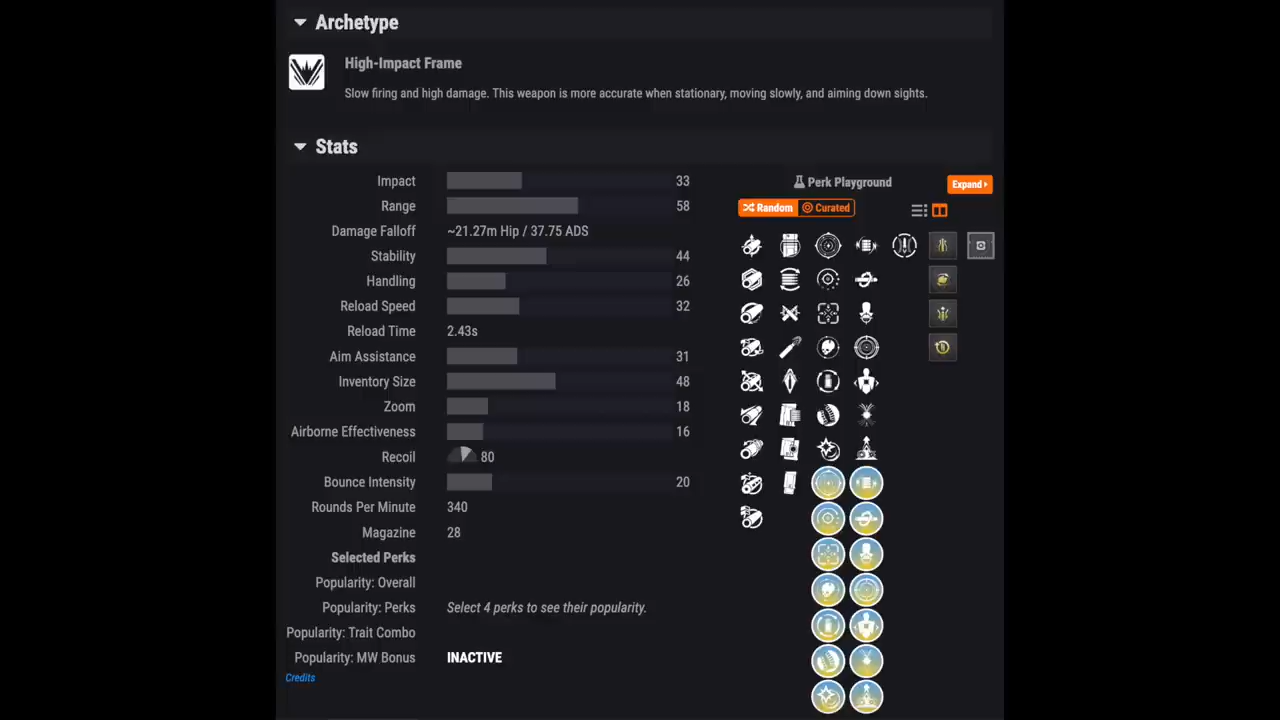 Archetype
High-Impact Frame
Slow firing and high damage. This weapon is more accurate when stationary, moving slowly, and aiming down sights.
Stats
Impact 33
Range 58
Damage Falloff ~21.27m Hip / 37.75 ADS
Stability 44
Handling 26
Reload Speed 32
Reload Time 2.43s
Aim Assistance 31
Inventory Size 48
Zoom 18
Airborne Effectiveness 16
Recoil 80
Bounce Intensity 20
Rounds Per Minute 340
Magazine 28
Selected Perks
Popularity: Overall
Popularity: Perks Select 4 perks to see their popularity.
Popularity: Trait Combo
Popularity: MW Bonus INACTIVE
Credits
Perk Playground
Expand
Random Curated